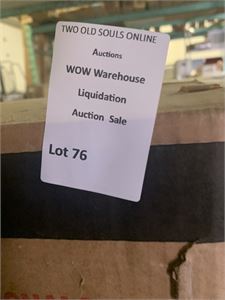 TWO OLD SOULS ONLINE
Auctions
WOW Warehouse
Liquidation
Auction Sale
Lot 76